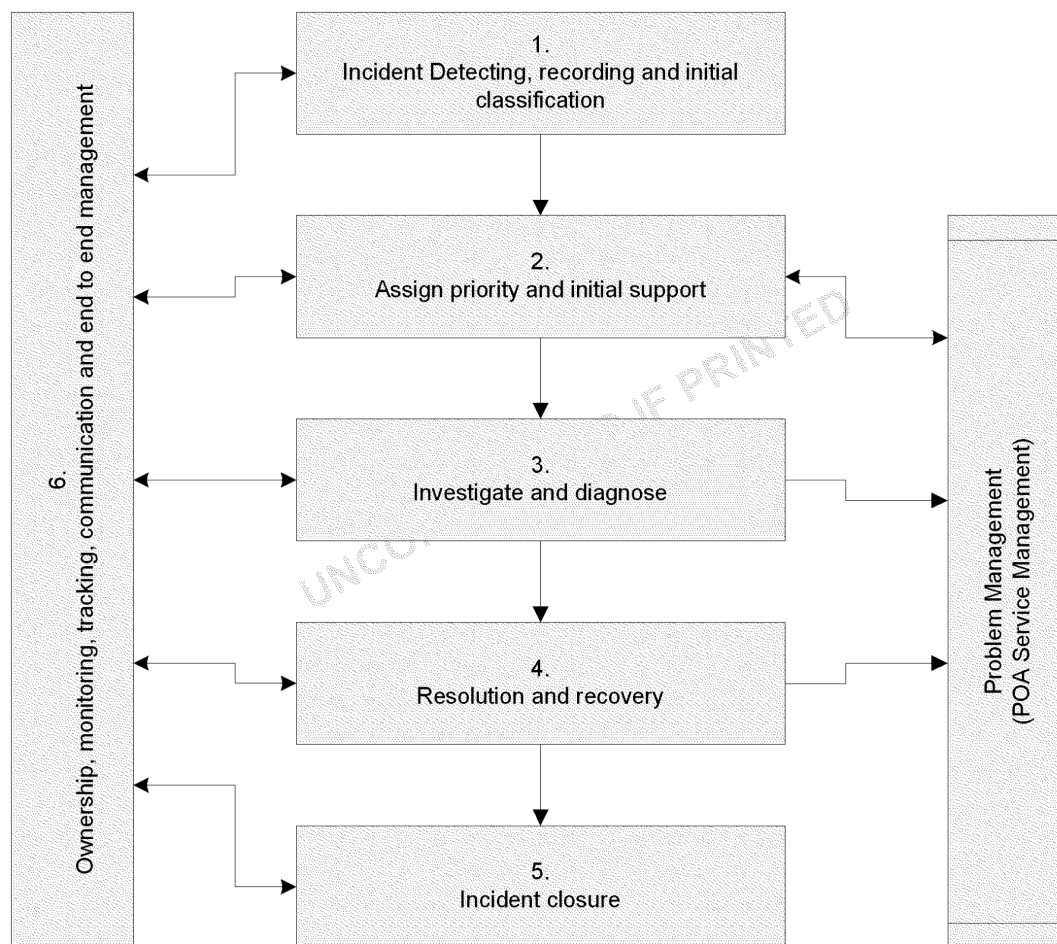 1.
Incident Detecting, recording and initial
classification
2.
Assign priority and initial support
3.
Investigate and diagnose
4.
Resolution and recovery
5.
Incident closure
6.
Ownership, monitoring, tracking, communication and end to end management
Problem Management
(POA Service Management)
IF PRINTED